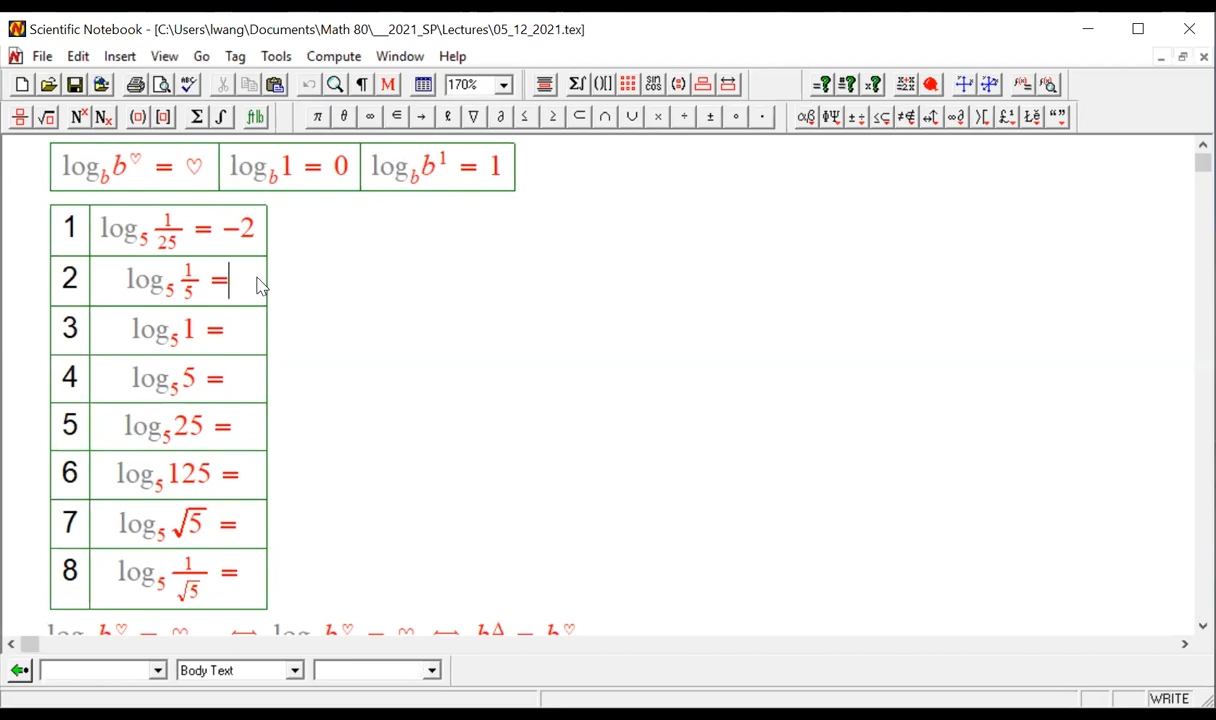 Scientific Notebook - [C:\Users\lwang\Documents\Math 80\__2021_SP\Lectures\05_12_2021.tex]
File Edit Insert View Go Tag Tools Compute Window Help
170%
log_b b^♡ = ♡ log_b 1 = 0 log_b b^1 = 1
1 log_5 1/25 = -2
2 log_5 1/5 =
3 log_5 1 =
4 log_5 5 =
5 log_5 25 =
6 log_5 125 =
7 log_5 √5 =
8 log_5 1/√5 =
Body Text
WRITE